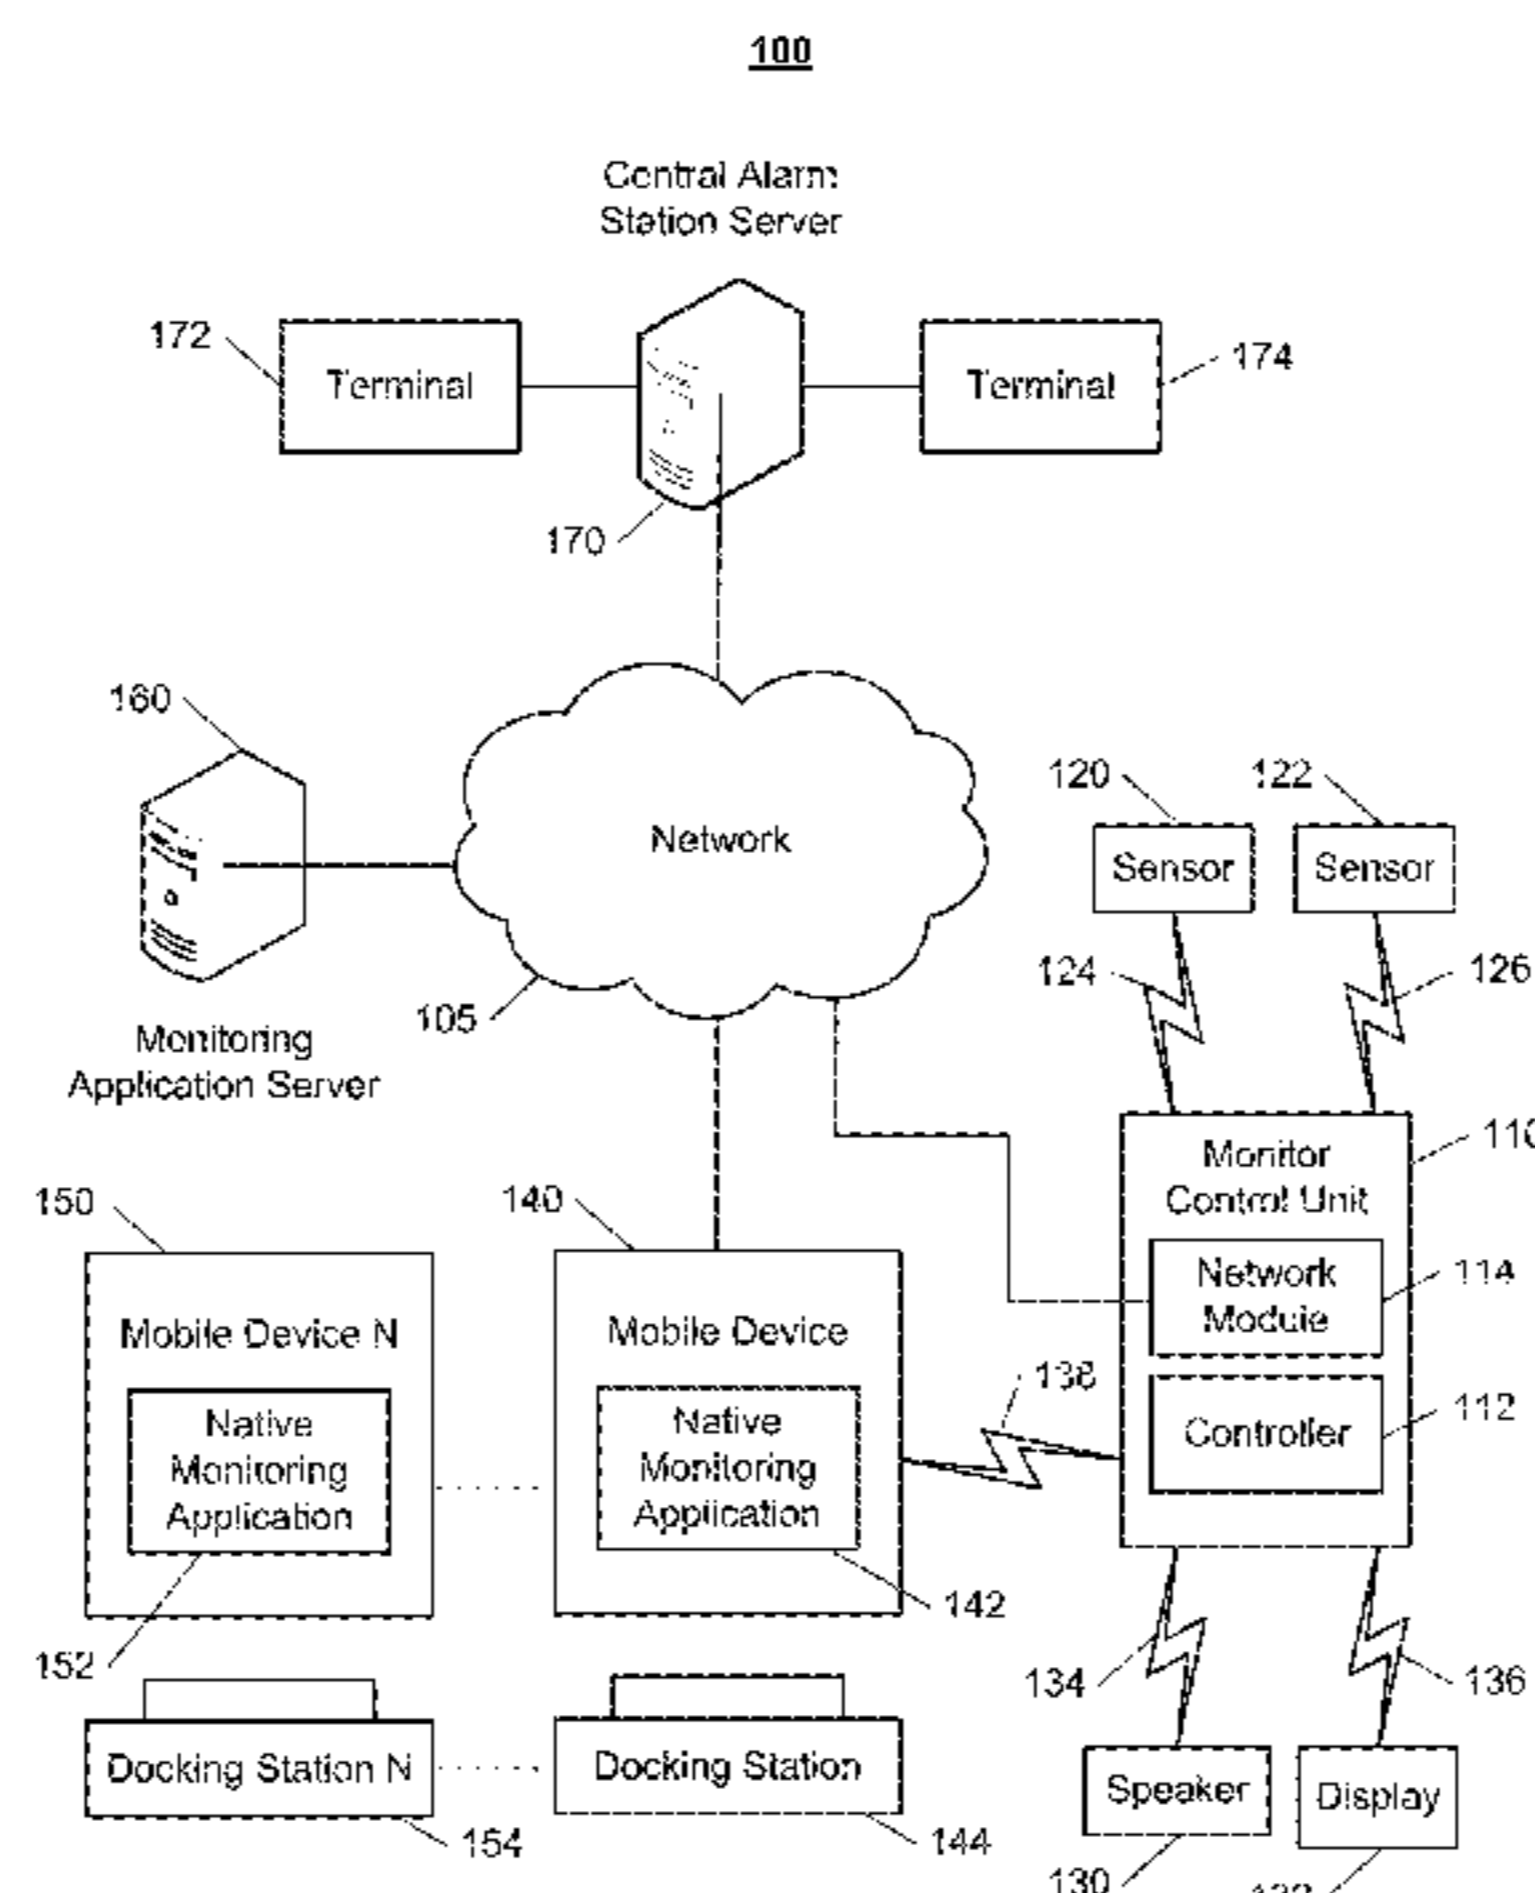 100
Central Alarm
Station Server
172
Terminal
Terminal
174
170
160
Network
120
122
Sensor
Sensor
124
126
105
Monitoring
Application Server
110
Monitor
Control Unit
150
140
Network
Module
114
Mobile Device N
Mobile Device
138
Controller
112
Native
Monitoring
Application
Native
Monitoring
Application
142
152
134
136
Docking Station N
Docking Station
Speaker
Display
154
144
130